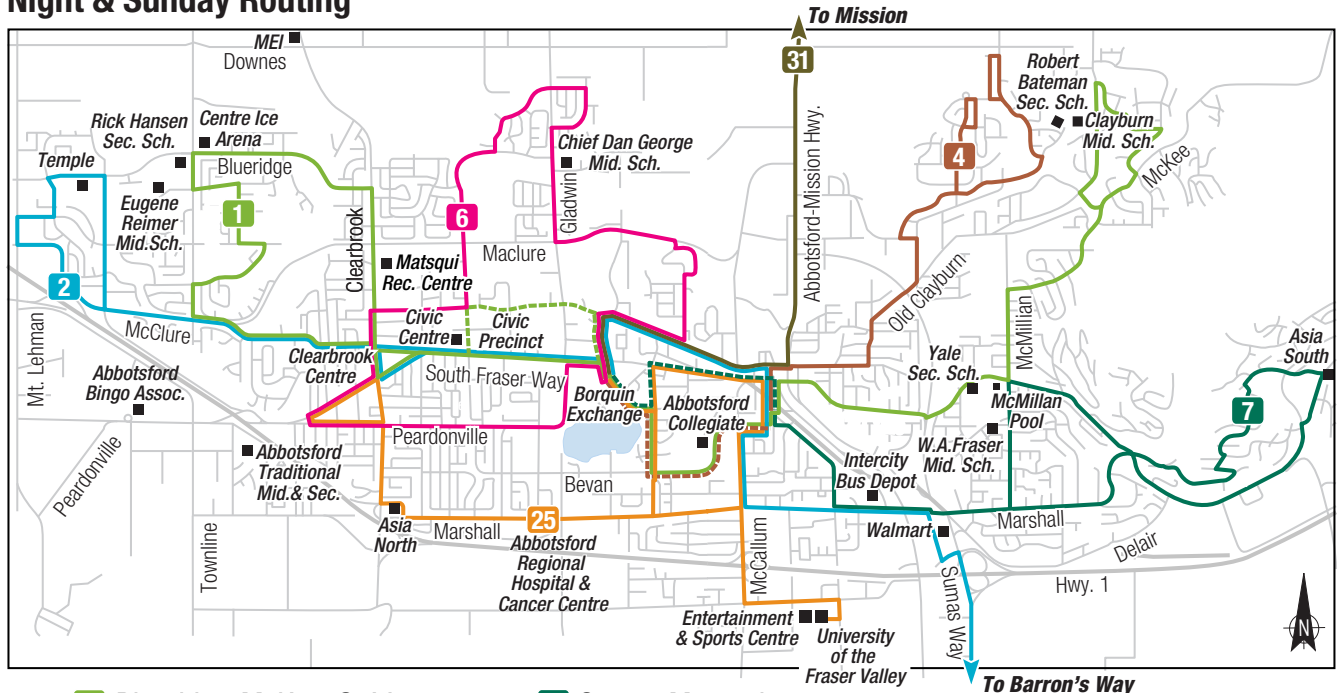 Night & Sunday Routing
To Mission
31
MEI
Downes
Robert
Bateman
Sec. Sch.
Clayburn
Mid. Sch.
McKee
Rick Hansen
Sec. Sch.
Centre Ice
Arena
Blueridge
Temple
Eugene
Reimer
Mid.Sch.
1
2
6
4
Chief Dan George
Mid. Sch.
Gladwin
Abbotsford-Mission Hwy.
Clearbrook
Maclure
Matsqui
Rec. Centre
Civic
Centre
Civic
Precinct
Old Clayburn
McMillian
Mt. Lehman
McClure
Clearbrook
Centre
South Fraser Way
Abbotsford
Bingo Assoc.
Borquin
Exchange
Abbotsford
Collegiate
Yale
Sec. Sch.
McMillan
Pool
W.A.Fraser
Mid. Sch.
Asia
South
7
Peardonville
Peardonville
Abbotsford
Traditional
Mid.& Sec.
Bevan
Intercity
Bus Depot
Townline
Asia
North
Marshall
25
Abbotsford
Regional
Hospital &
Cancer Centre
McCallum
Walmart
Marshall
Delair
Hwy. 1
Sumas Way
Entertainment
& Sports Centre
University
of the
Fraser Valley
N
To Barron's Way